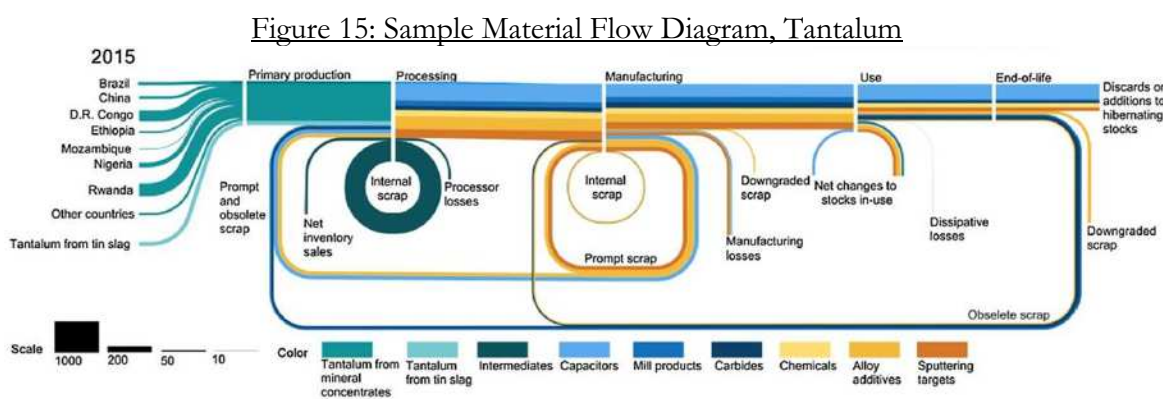 Figure 15: Sample Material Flow Diagram, Tantalum
2015
Primary production
Processing
Manufacturing
Use
End-of-life
Brazil
China
D.R. Congo
Ethiopia
Mozambique
Nigeria
Rwanda
Other countries
Tantalum from tin slag
Discards or
additions to
hibernating
stocks
Prompt
and
obsolete
scrap
Net
inventory
sales
Internal
scrap
Processor
losses
Internal
scrap
Prompt scrap
Downgraded
scrap
Manufacturing
losses
Net changes to
stocks in-use
Dissipative
losses
Downgraded
scrap
Obselete scrap
Scale
1000
200
50
10
Color
Tantalum from
mineral
concentrates
Tantalum
from tin slag
Intermediates
Capacitors
Mill products
Carbides
Chemicals
Alloy
additives
Sputtering
targets